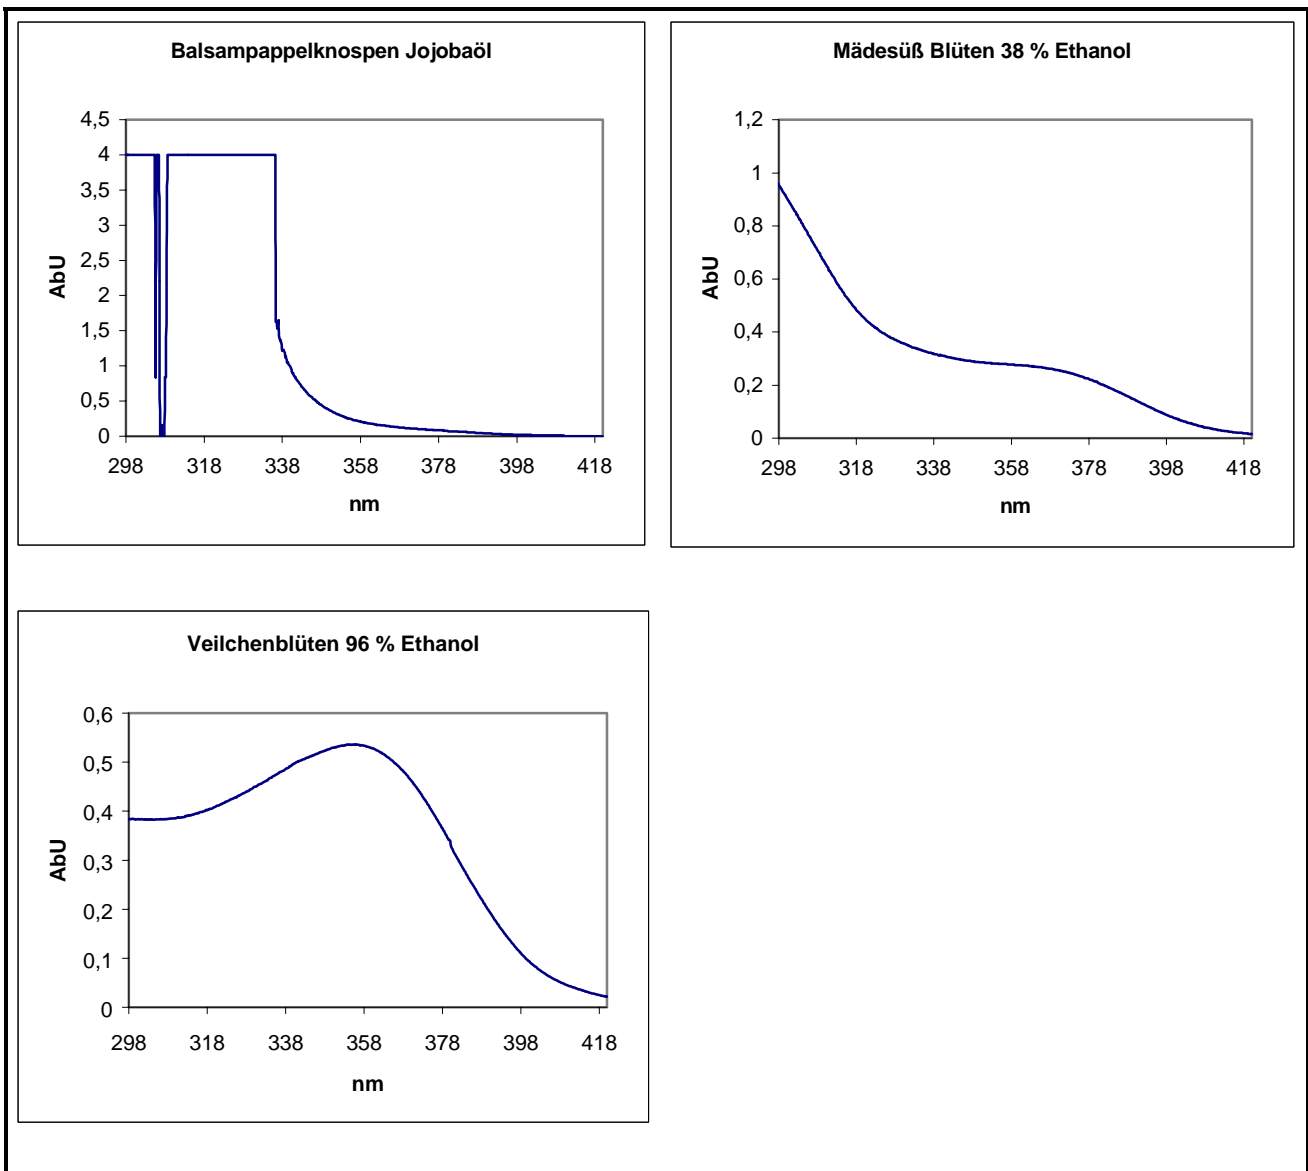 Balsampappelknospen Jojobaöl
4,5
4
3,5
3
2,5
2
1,5
1
0,5
0
AbU
298 318 338 358 378 398 418
nm
Mädesüß Blüten 38 % Ethanol
1,2
1
0,8
0,6
0,4
0,2
0
AbU
298 318 338 358 378 398 418
nm
Veilchenblüten 96 % Ethanol
0,6
0,5
0,4
0,3
0,2
0,1
0
AbU
298 318 338 358 378 398 418
nm